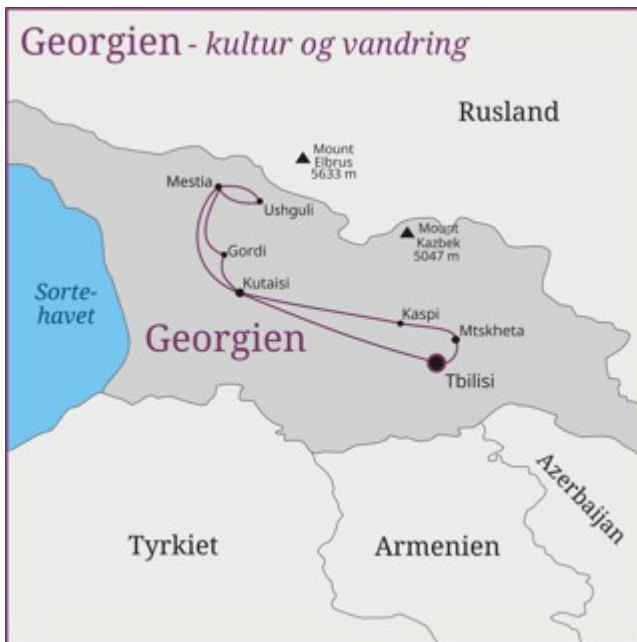 Georgien - kultur og vandring
Rusland
Mount
Elbrus
5633 m
Mestia
Ushguli
Mount
Kazbek
5047 m
Gordi
Kutaisi
Sorte-
havet
Kaspi
Georgien
Mtskheta
Tbilisi
Azerbaijan
Tyrkiet
Armenien